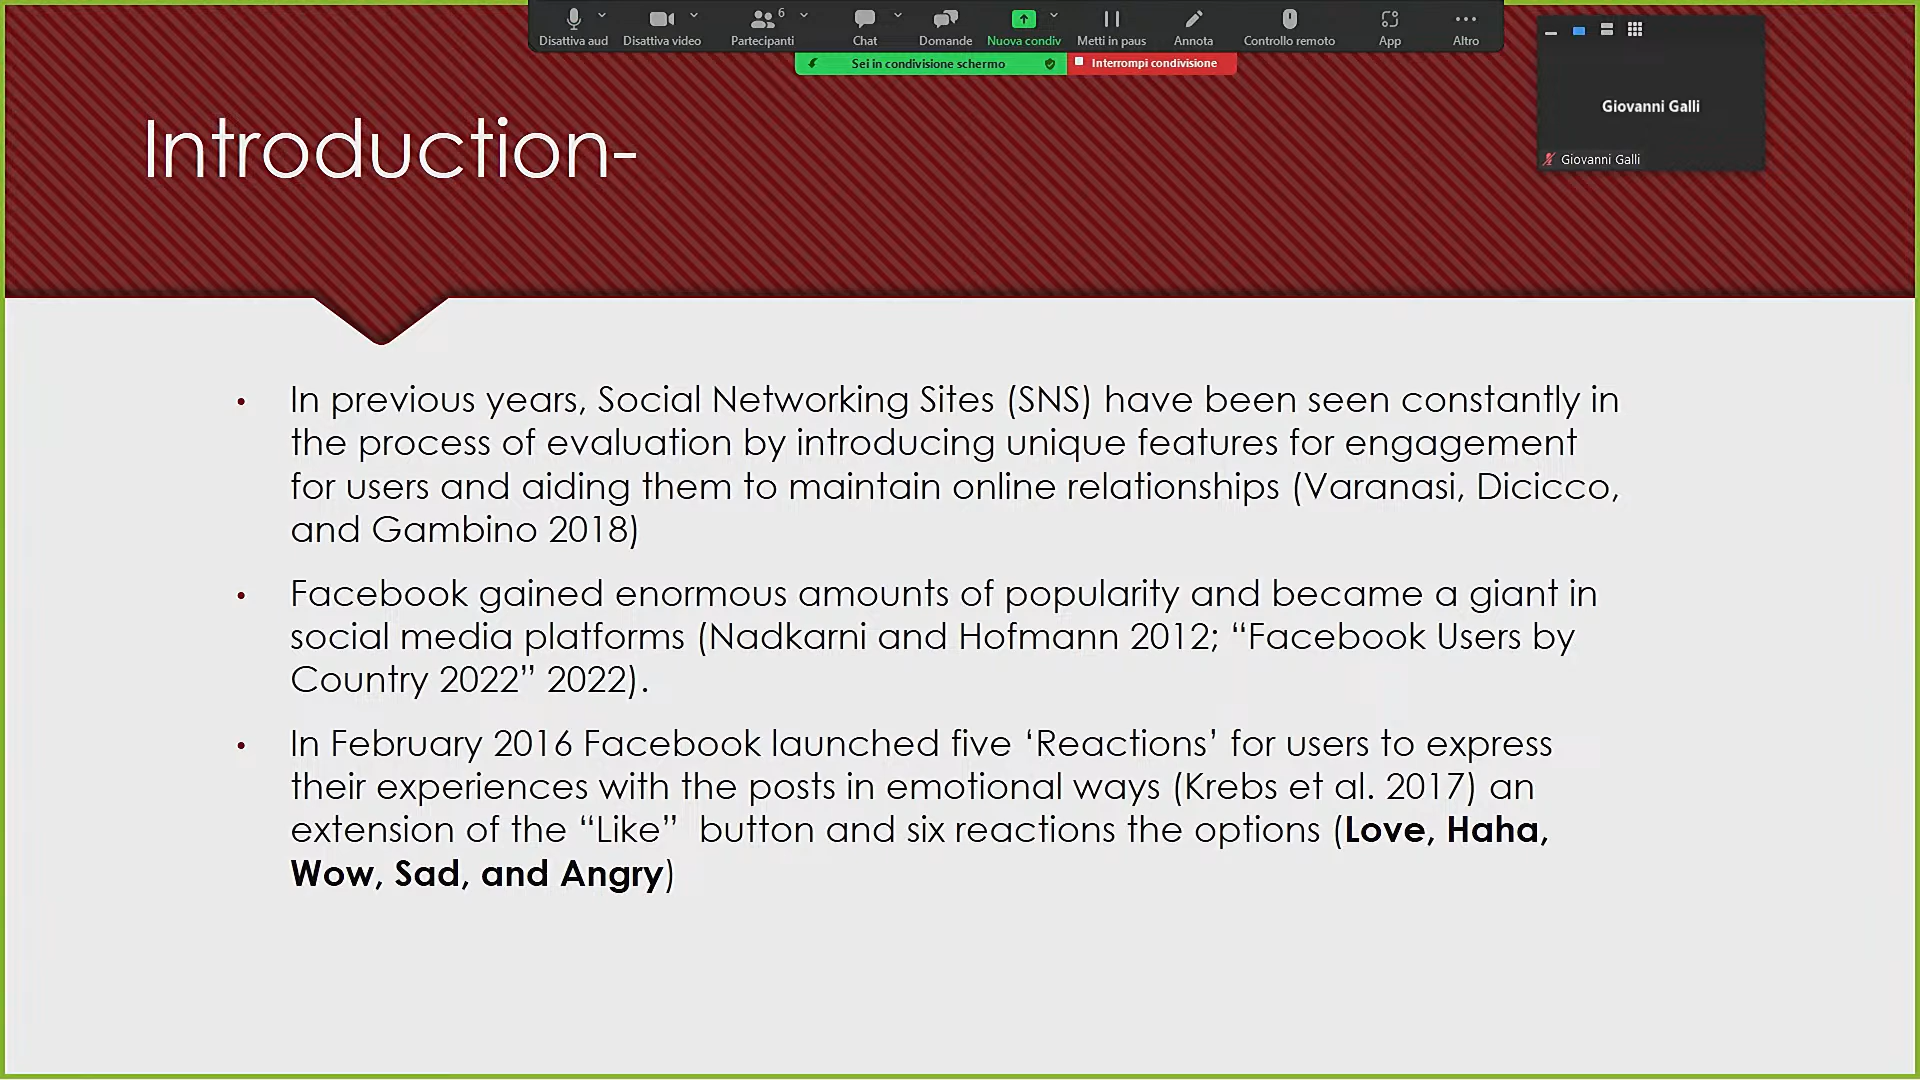 6
Disattiva aud
Disattiva video
Partecipanti
Chat
Domande
Nuova condiv
Metti in paus
Annota
Controllo remoto
App
Altro
Sei in condivisione schermo
Interrompi condivisione
Giovanni Galli
Giovanni Galli
Introduction-
• In previous years, Social Networking Sites (SNS) have been seen constantly in
the process of evaluation by introducing unique features for engagement
for users and aiding them to maintain online relationships (Varanasi, Dicicco,
and Gambino 2018)
• Facebook gained enormous amounts of popularity and became a giant in
social media platforms (Nadkarni and Hofmann 2012; “Facebook Users by
Country 2022” 2022).
• In February 2016 Facebook launched five ‘Reactions’ for users to express
their experiences with the posts in emotional ways (Krebs et al. 2017) an
extension of the “Like” button and six reactions the options (Love, Haha,
Wow, Sad, and Angry)